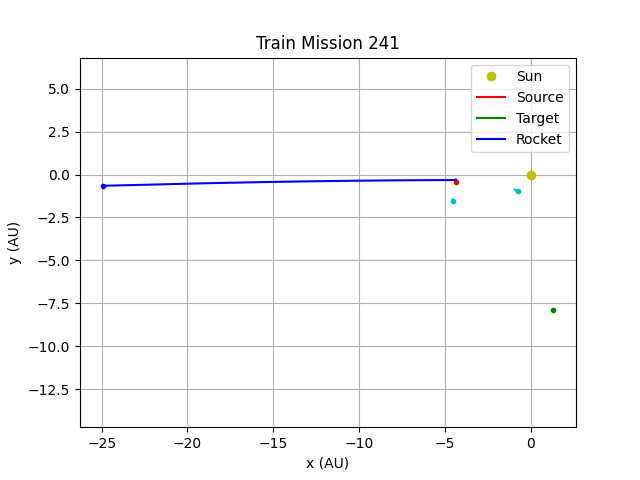 Train Mission 241
Sun
Source
Target
Rocket
5.0
2.5
0.0
−2.5
−5.0
−7.5
−10.0
−12.5
y (AU)
−25
−20
−15
−10
−5
0
x (AU)